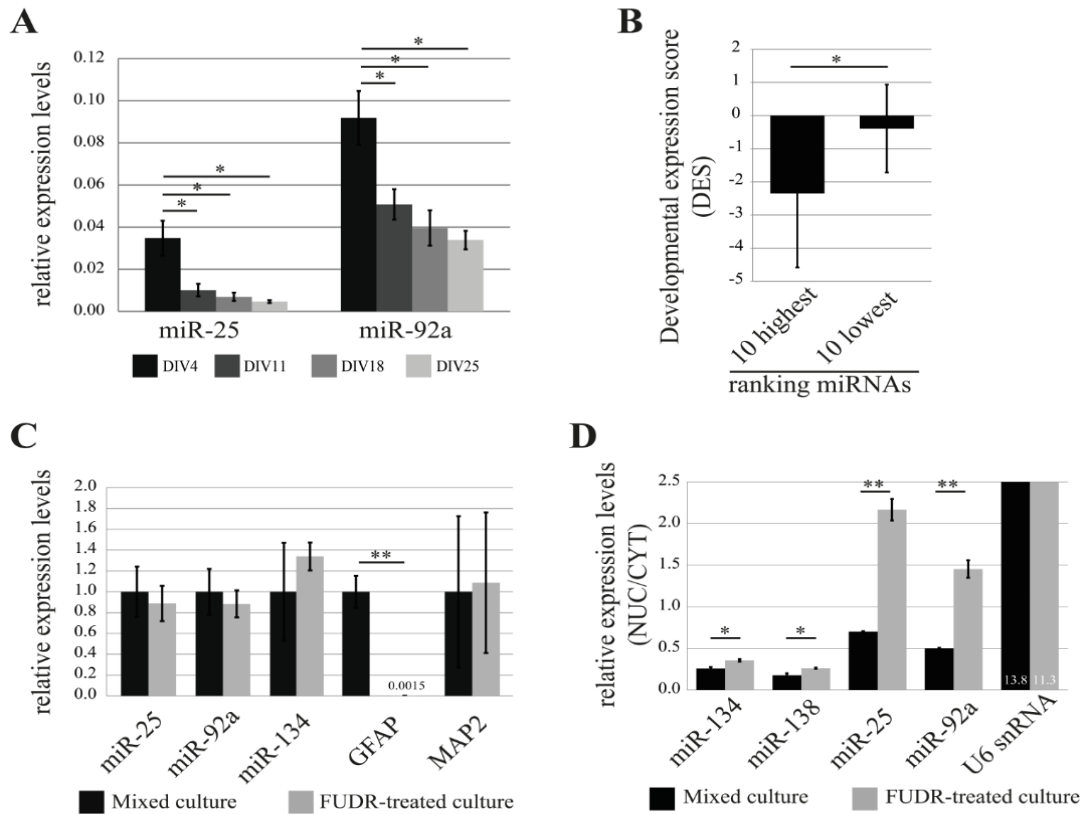 A
relative expression levels
0.12
0.10
0.08
0.06
0.04
0.02
0.00
*
*
*
*
*
*
miR-25
miR-92a
DIV4
DIV11
DIV18
DIV25
B
Developmental expression score
(DES)
2
1
0
-1
-2
-3
-4
-5
*
10 highest
10 lowest
ranking miRNAs
C
relative expression levels
2.0
1.8
1.6
1.4
1.2
1.0
0.8
0.6
0.4
0.2
0.0
**
0.0015
miR-25
miR-92a
miR-134
GFAP
MAP2
Mixed culture
FUDR-treated culture
D
relative expression levels
(NUC/CYT)
2.5
2.0
1.5
1.0
0.5
0.0
*
*
**
**
13.8
11.3
miR-134
miR-138
miR-25
miR-92a
U6 snRNA
Mixed culture
FUDR-treated culture